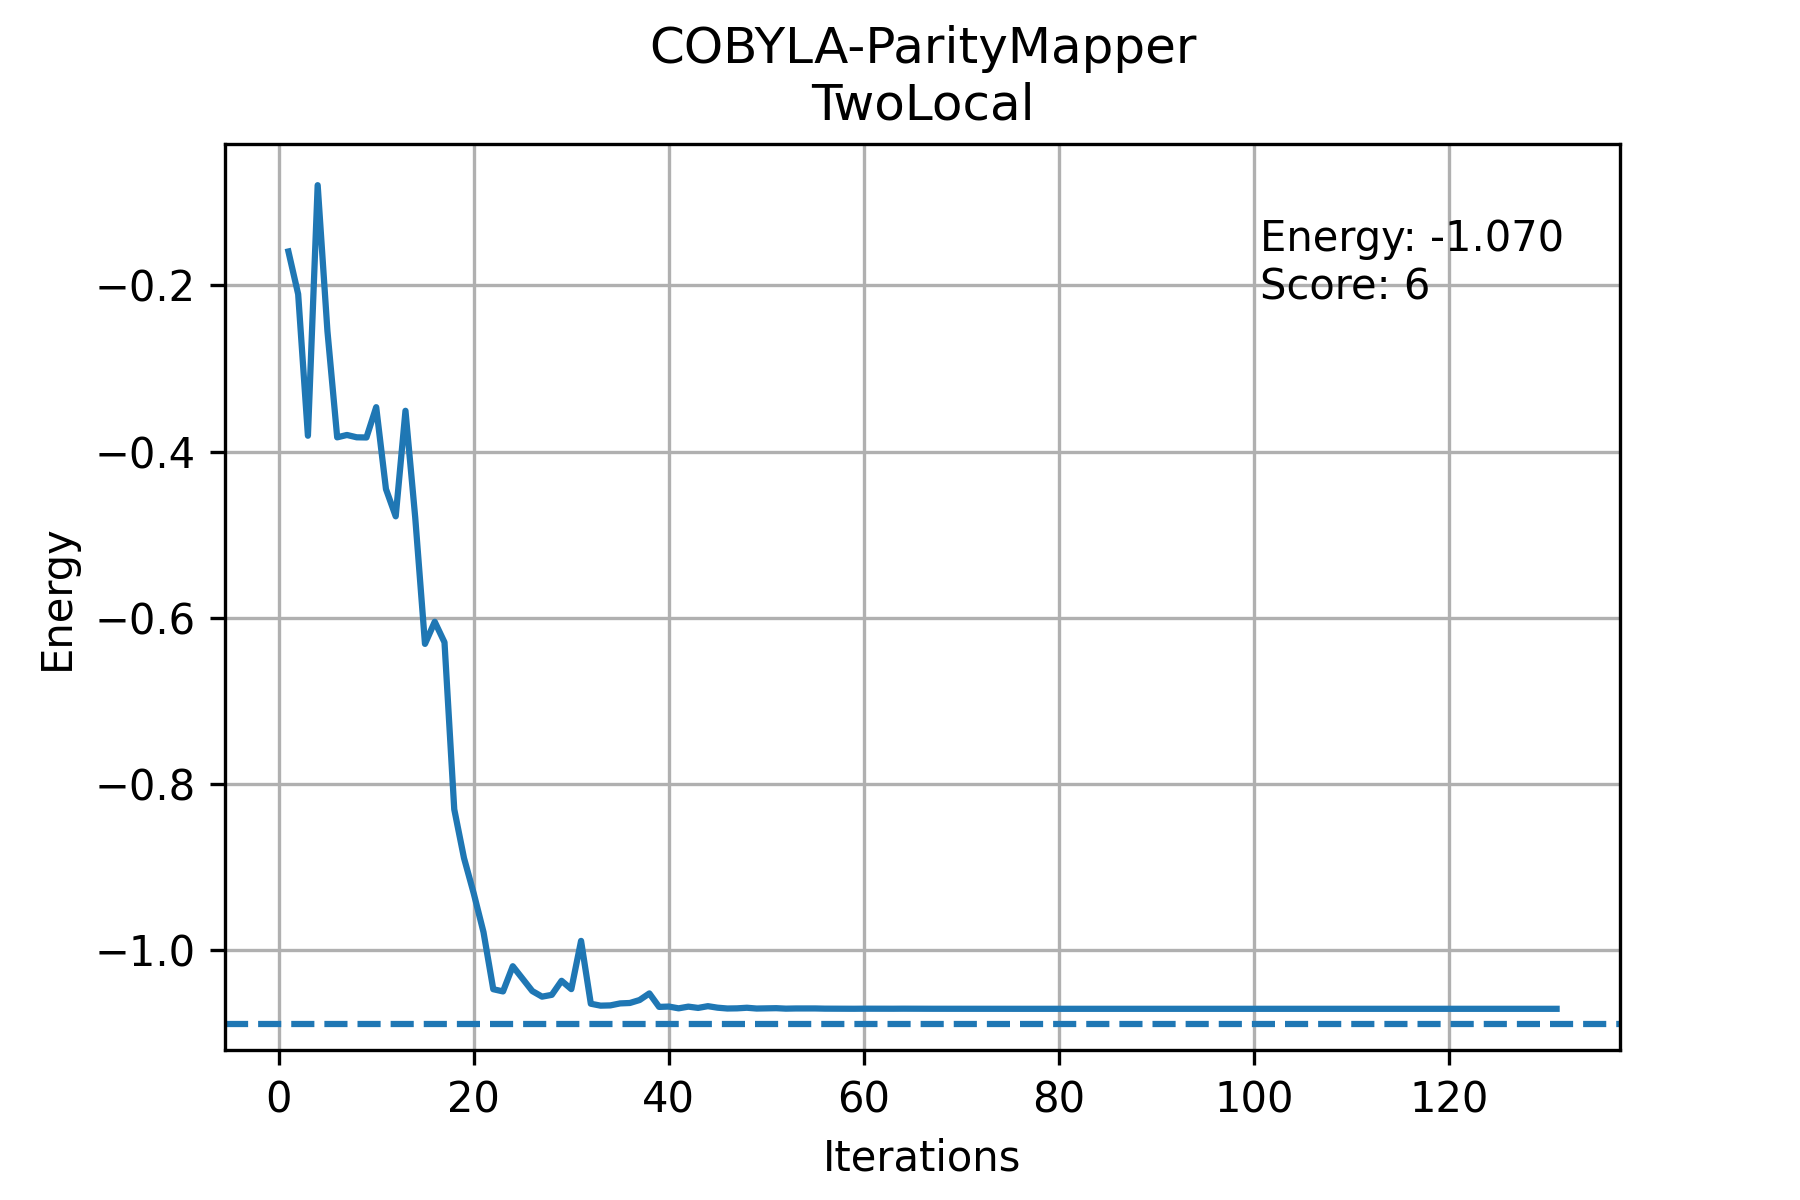 COBYLA-ParityMapper
TwoLocal
Energy: -1.070
Score: 6
−0.2
−0.4
−0.6
−0.8
−1.0
Energy
0 20 40 60 80 100 120
Iterations